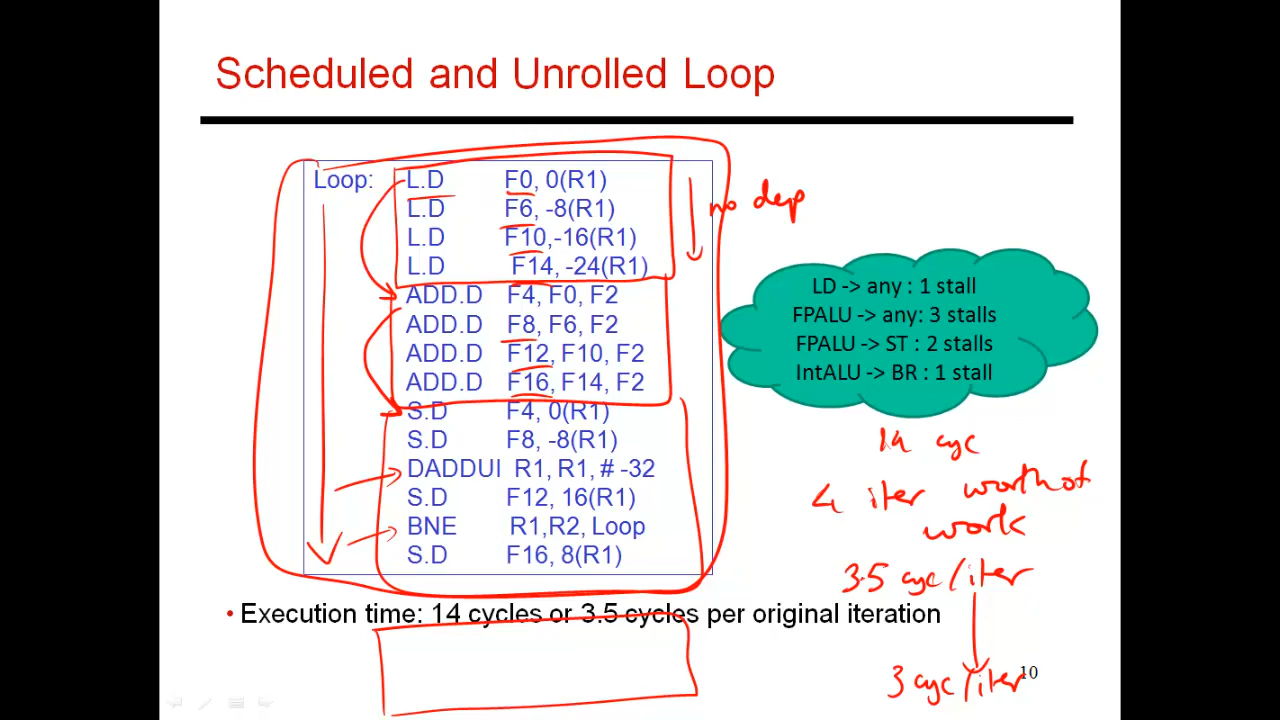 Scheduled and Unrolled Loop
Loop: L.D F0, 0(R1)
L.D F6, -8(R1)
L.D F10,-16(R1)
L.D F14, -24(R1)
ADD.D F4, F0, F2
ADD.D F8, F6, F2
ADD.D F12, F10, F2
ADD.D F16, F14, F2
S.D F4, 0(R1)
S.D F8, -8(R1)
DADDUI R1, R1, # -32
S.D F12, 16(R1)
BNE R1,R2, Loop
S.D F16, 8(R1)
no dep
LD -> any : 1 stall
FPALU -> any: 3 stalls
FPALU -> ST : 2 stalls
IntALU -> BR : 1 stall
14 cyc
4 iter worth of
work
3.5 cyc/iter
• Execution time: 14 cycles or 3.5 cycles per original iteration
3 cyc/iter
10